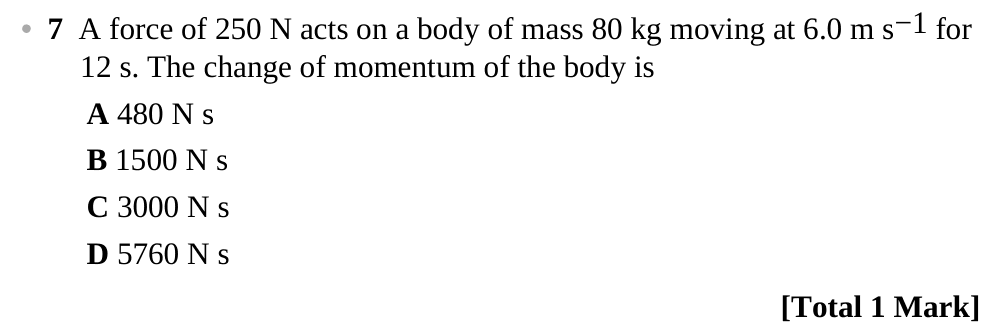 • 7 A force of 250 N acts on a body of mass 80 kg moving at 6.0 m s⁻¹ for
12 s. The change of momentum of the body is
A 480 N s
B 1500 N s
C 3000 N s
D 5760 N s
[Total 1 Mark]